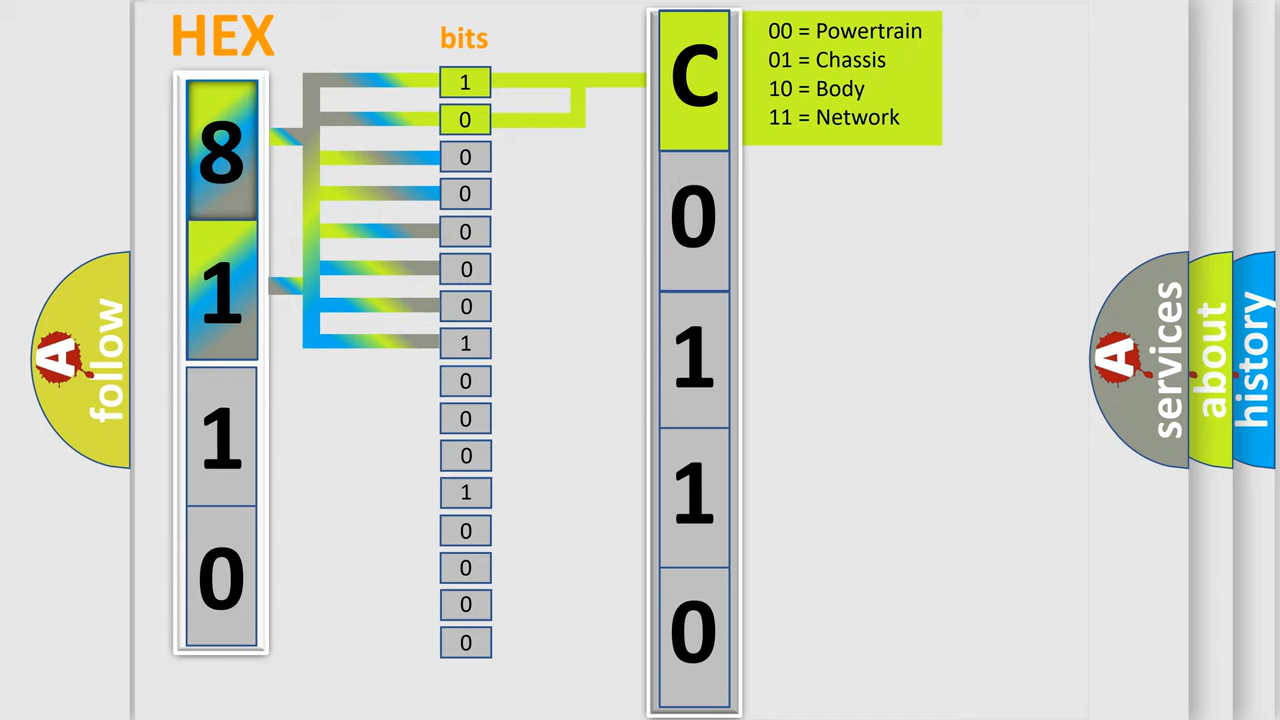 HEX
bits
8
1
1
0
1
0
0
0
0
0
0
1
0
0
0
1
0
0
0
0
C
0
1
1
0
00 = Powertrain
01 = Chassis
10 = Body
11 = Network
A
follow
A
services
about
history